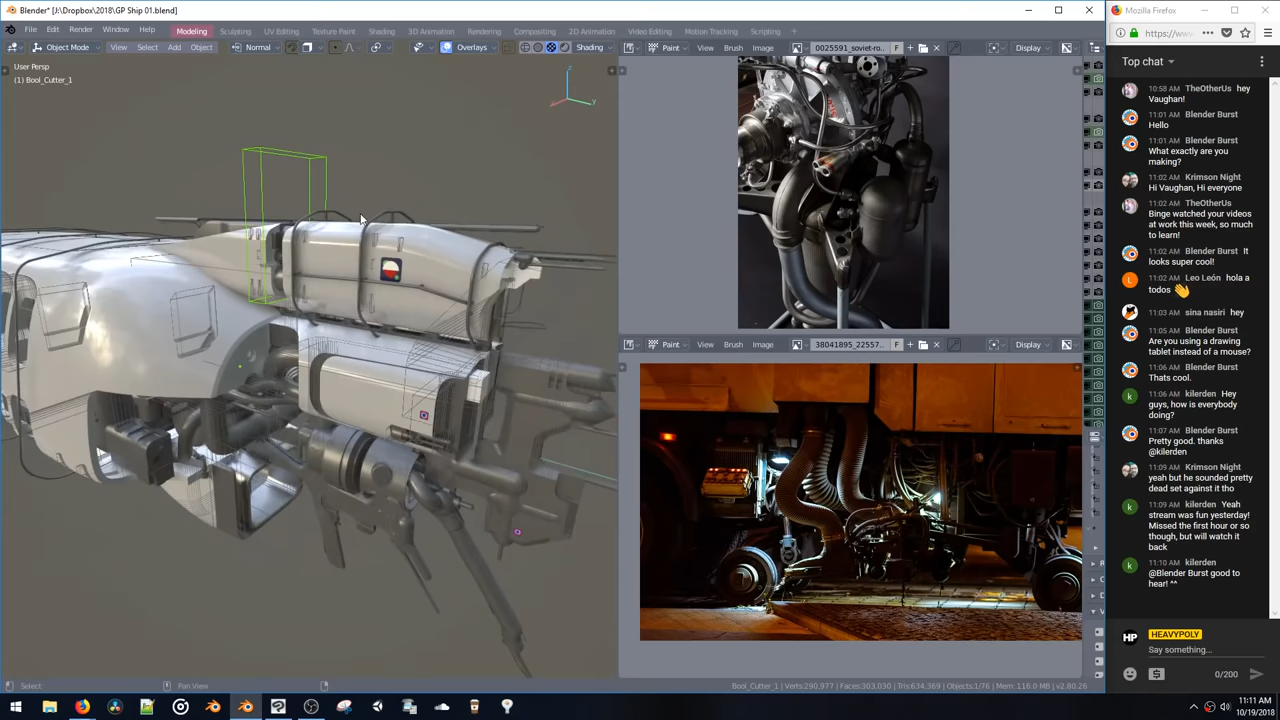 Blender* [J:\Dropbox\2018\GP Ship 01.blend]
Mozilla Firefox
File Edit Render Window Help Modeling Sculpting UV Editing Texture Paint Shading 3D Animation Rendering Compositing 2D Animation Video Editing Motion Tracking Scripting
https://ww
Object Mode View Select Add Object Normal Overlays Shading
Paint View Brush Image 0025591_soviet-ro... F Display
User Persp
(1) Bool_Cutter_1
z
y
Paint View Brush Image 38041895_22557... F Display
Select
Pan View
Bool_Cutter_1 | Verts:290,977 | Faces:303,030 | Tris:634,369 | Objects:1/76 | Mem: 116.0 MB | v2.80.26
Top chat
10:58 AM TheOtherUs hey
Vaughan!
11:01 AM Blender Burst
Hello
11:01 AM Blender Burst
What exactly are you
making?
11:02 AM Krimson Night
Hi Vaughan, Hi everyone
11:02 AM TheOtherUs
Binge watched your videos
at work this week, so much
to learn!
11:02 AM Blender Burst It
looks super cool!
11:02 AM Leo León hola a
todos 👋
11:03 AM sina nasiri hey
11:05 AM Blender Burst
Are you using a drawing
tablet instead of a mouse?
11:06 AM Blender Burst
Thats cool.
11:06 AM kilerden Hey
guys, how is everybody
doing?
11:07 AM Blender Burst
Pretty good. thanks
@kilerden
11:09 AM Krimson Night
yeah but he sounded pretty
dead set against it tho
11:09 AM kilerden Yeah
stream was fun yesterday!
Missed the first hour or so
though, but will watch it
back
11:10 AM kilerden
@Blender Burst good to
hear! ^^
HP HEAVYPOLY
Say something...
0/200
11:11 AM
10/19/2018